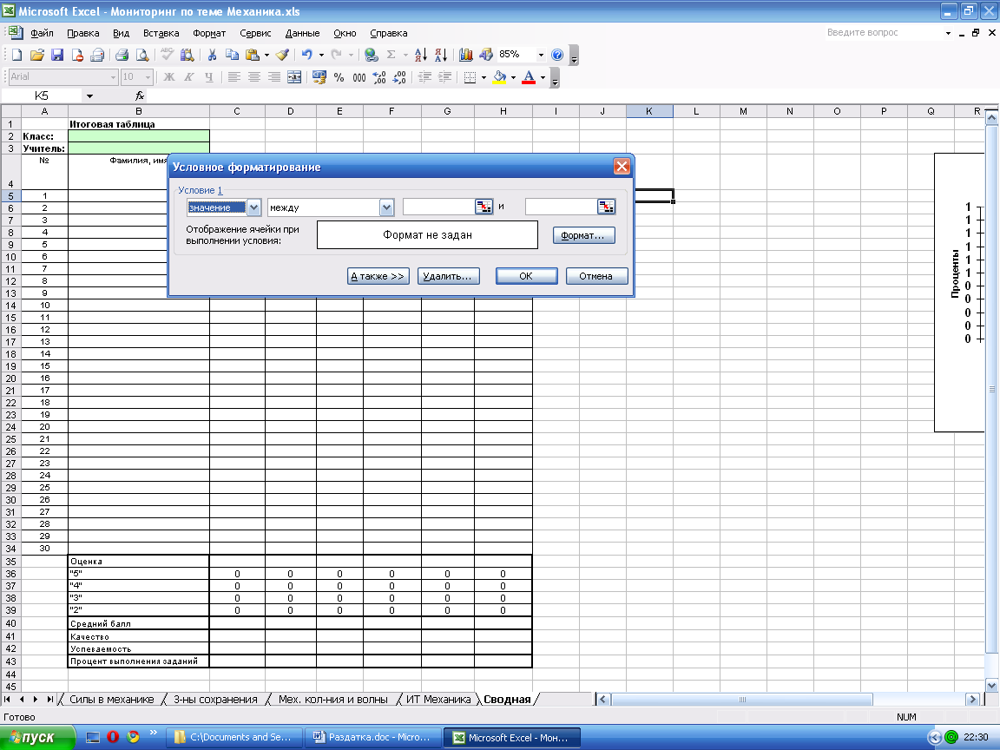 Microsoft Excel - Мониторинг по теме Механика.xls
Файл Правка Вид Вставка Формат Сервис Данные Окно Справка Введите вопрос
85%
Arial 10 Ж К Ч % 000
K5 fx
A B C D E F G H I J K L M N O P Q R
1 Итоговая таблица
2 Класс:
3 Учитель:
4 № Фамилия, имя
5 1
6 2
7 3
8 4
9 5
10 6
11 7
12 8
13 9
14 10
15 11
16 12
17 13
18 14
19 15
20 16
21 17
22 18
23 19
24 20
25 21
26 22
27 23
28 24
29 25
30 26
31 27
32 28
33 29
34 30
35 Оценка
36 "5" 0 0 0 0 0 0
37 "4" 0 0 0 0 0 0
38 "3" 0 0 0 0 0 0
39 "2" 0 0 0 0 0 0
40 Средний балл
41 Качество
42 Успеваемость
43 Процент выполнения заданий
44
45
Условное форматирование
Условие 1
значение между и
Отображение ячейки при
выполнении условия:
Формат не задан
Формат...
А также >> Удалить... ОК Отмена
Проценты
1
1
1
1
1
1
0
0
0
0
0
Силы в механике З-ны сохранения Мех. кол-ния и волны ИТ Механика Сводная
Готово NUM
пуск C:\Documents and Se... Раздатка.doc - Micro... Microsoft Excel - Мон... 22:30